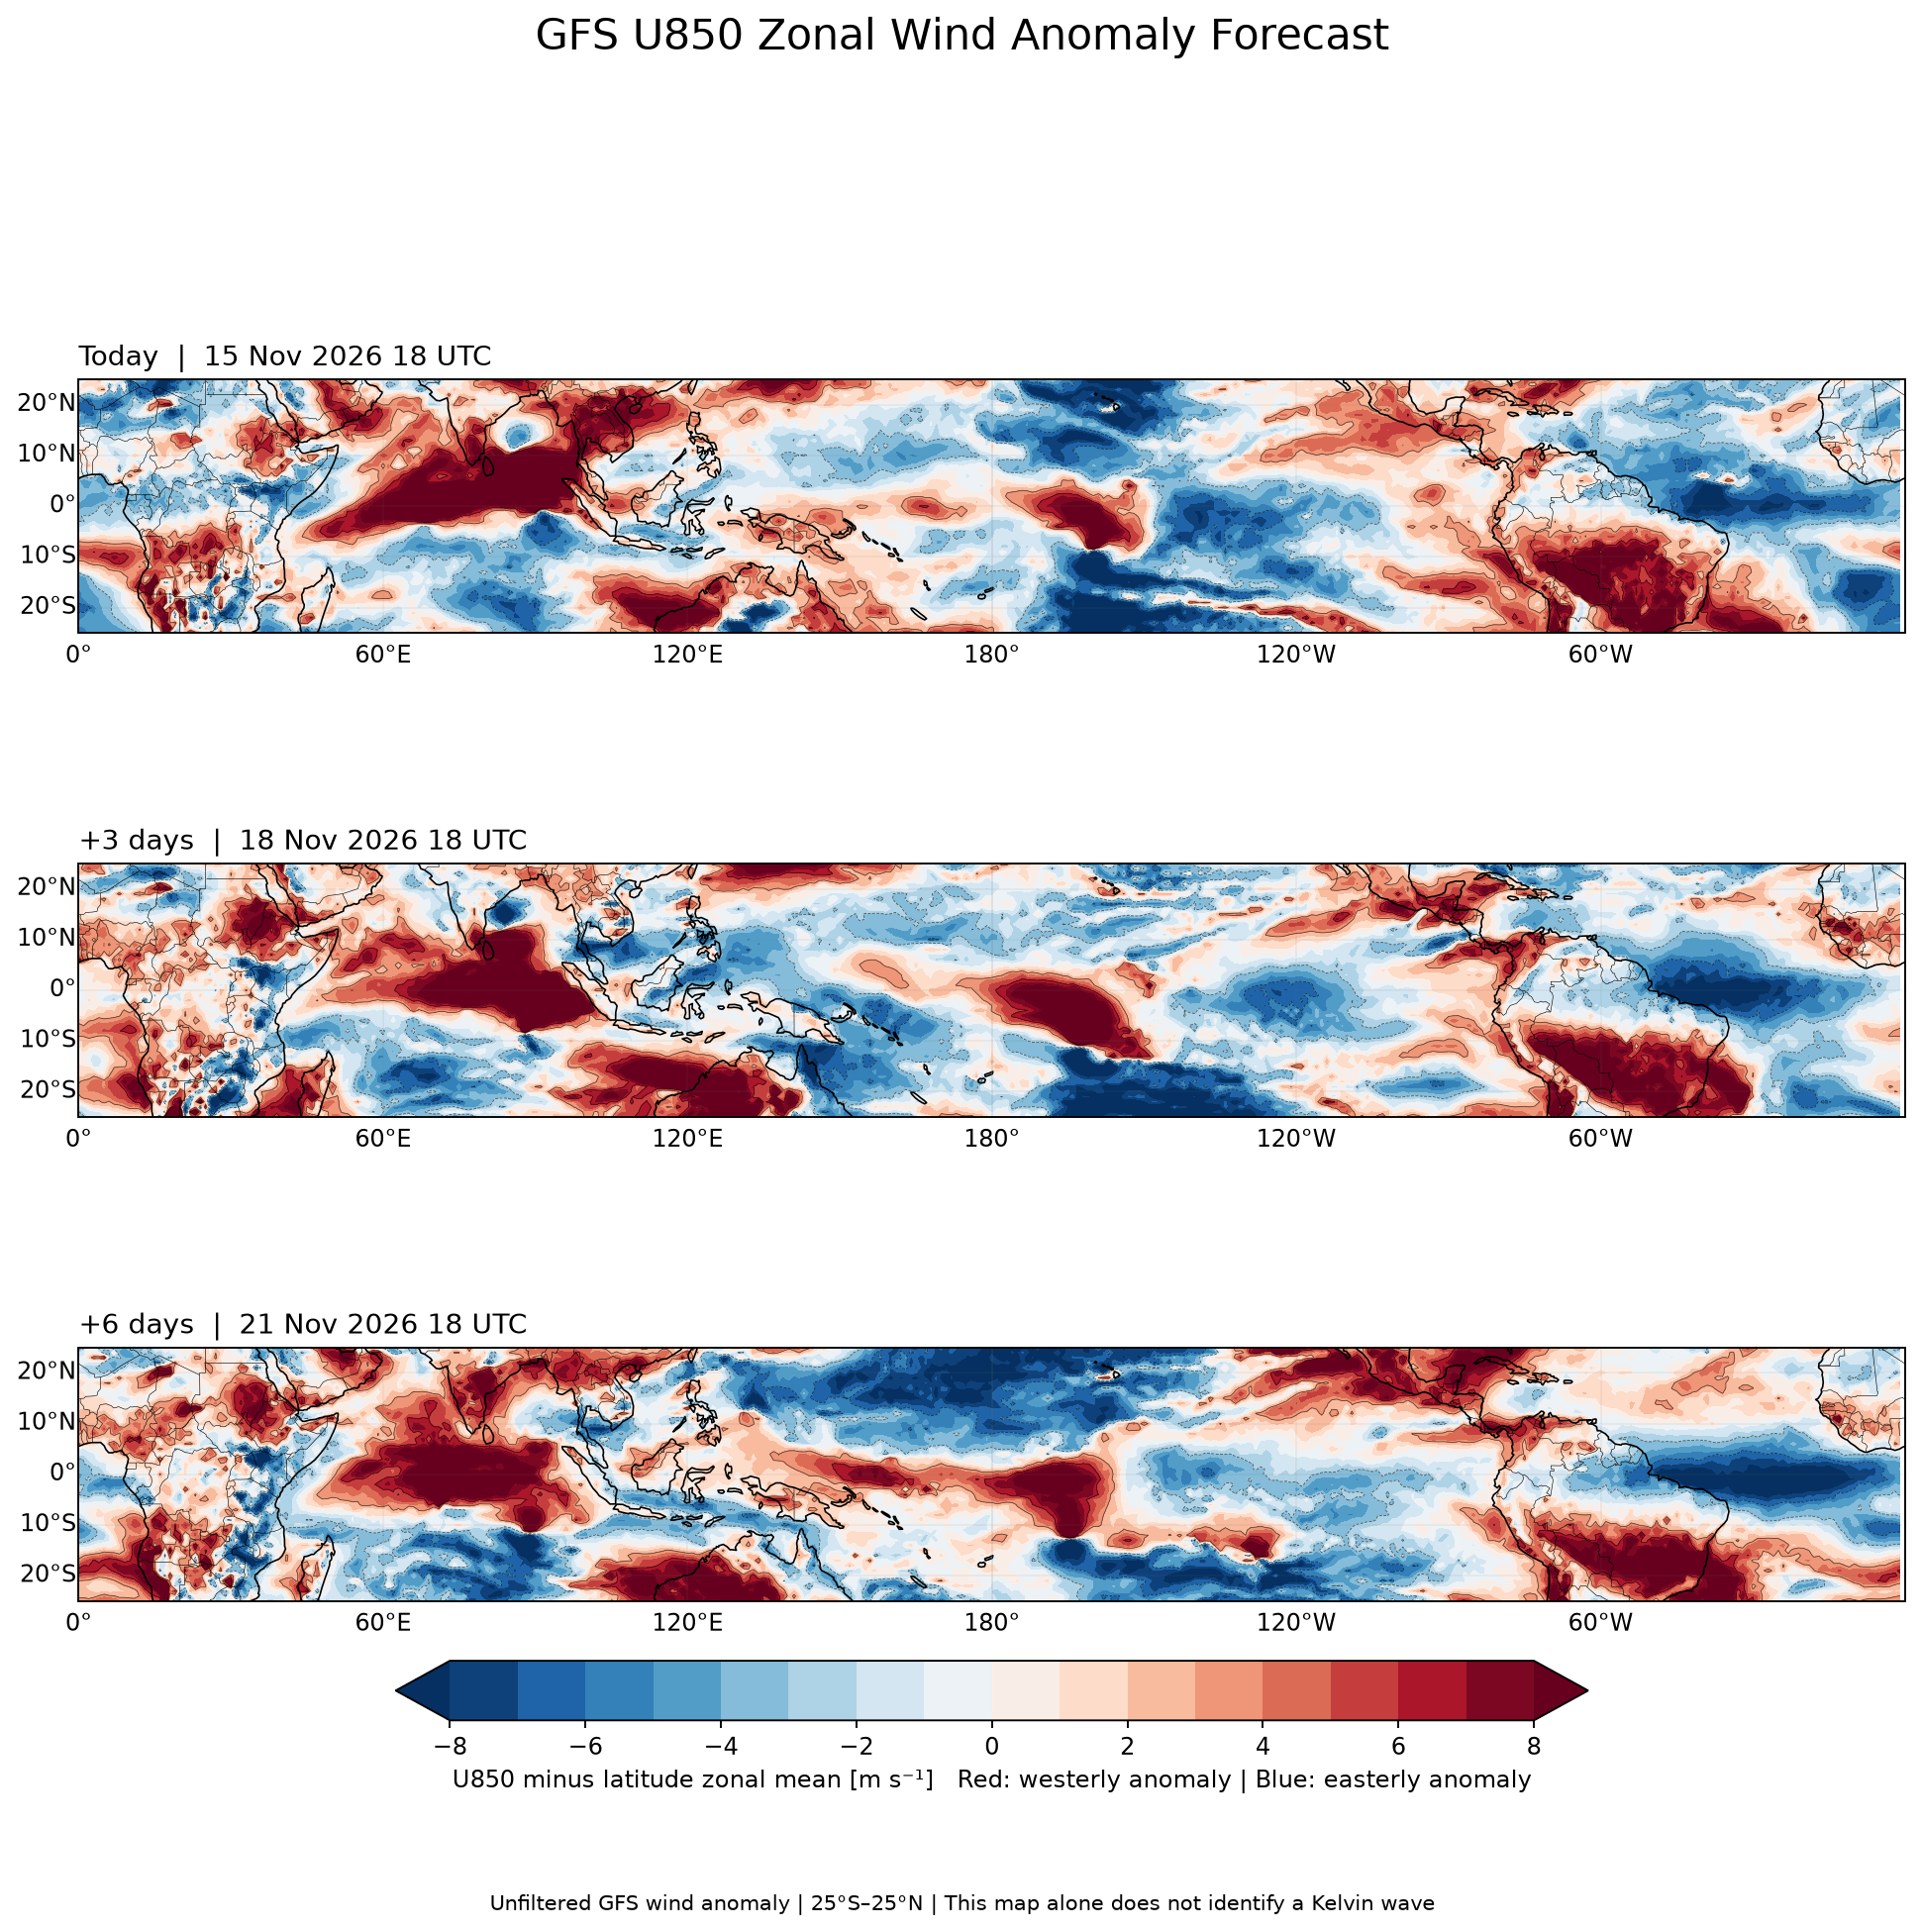 GFS U850 Zonal Wind Anomaly Forecast
Today | 15 Nov 2026 18 UTC
20°N
10°N
0°
10°S
20°S
0° 60°E 120°E 180° 120°W 60°W
+3 days | 18 Nov 2026 18 UTC
20°N
10°N
0°
10°S
20°S
0° 60°E 120°E 180° 120°W 60°W
+6 days | 21 Nov 2026 18 UTC
20°N
10°N
0°
10°S
20°S
0° 60°E 120°E 180° 120°W 60°W
−8 −6 −4 −2 0 2 4 6 8
U850 minus latitude zonal mean [m s⁻¹] Red: westerly anomaly | Blue: easterly anomaly
Unfiltered GFS wind anomaly | 25°S–25°N | This map alone does not identify a Kelvin wave